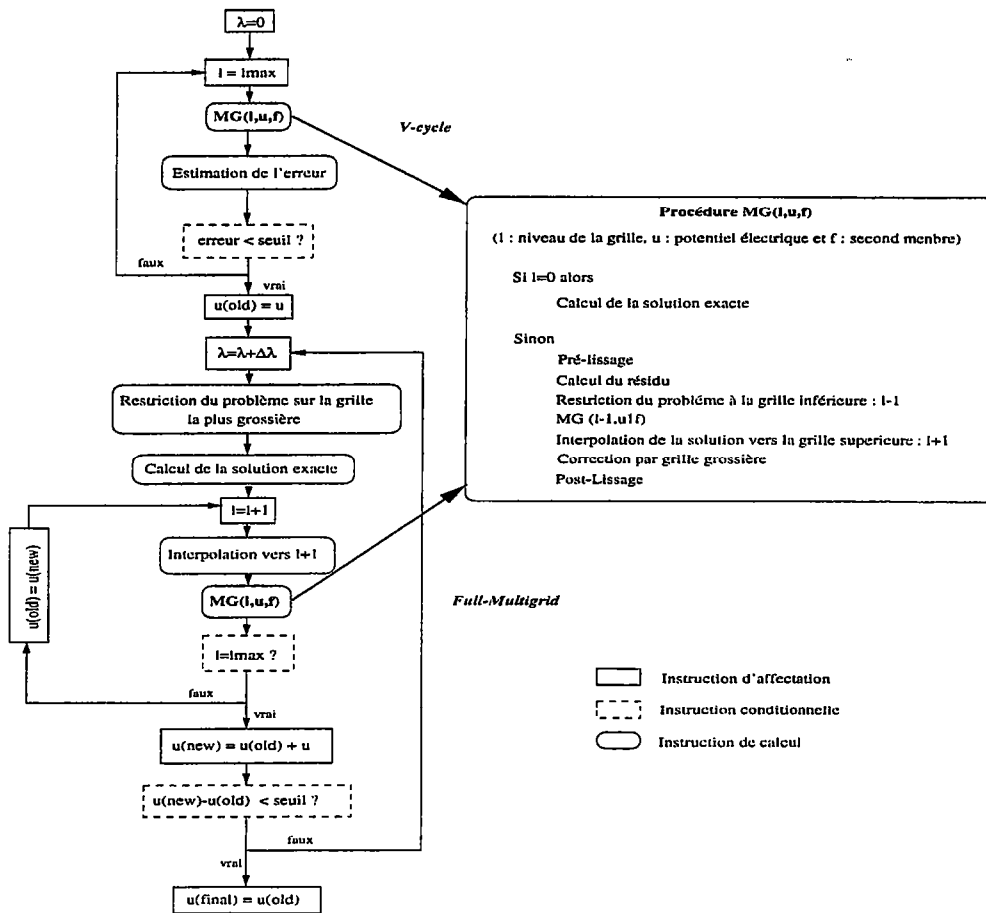 λ=0
l = lmax
MG(l,u,f)
V-cycle
Estimation de l'erreur
erreur < seuil ?
faux
vrai
u(old) = u
λ=λ+Δλ
Restriction du problème sur la grille
la plus grossière
Calcul de la solution exacte
l=l+1
Interpolation vers l+1
u(old) = u(new)
MG(l,u,f)
Full-Multigrid
l=lmax ?
faux
vrai
u(new) = u(old) + u
u(new)-u(old) < seuil ?
faux
vrai
u(final) = u(old)
Procédure MG(l,u,f)
(l : niveau de la grille, u : potentiel électrique et f : second menbre)
Si l=0 alors
Calcul de la solution exacte
Sinon
Pré-lissage
Calcul du résidu
Restriction du problème à la grille inférieure : l-1
MG (l-1,u1f)
Interpolation de la solution vers la grille superieure : l+1
Correction par grille grossière
Post-Lissage
Instruction d'affectation
Instruction conditionnelle
Instruction de calcul